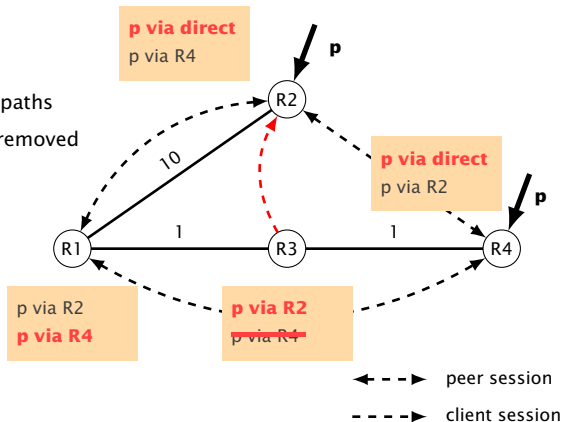 p via direct
p via R4
p
paths
removed
R2
p via direct
p via R2
10
p
1
1
R1
R3
R4
p via R2
p via R4
p via R2
p via R4
peer session
client session